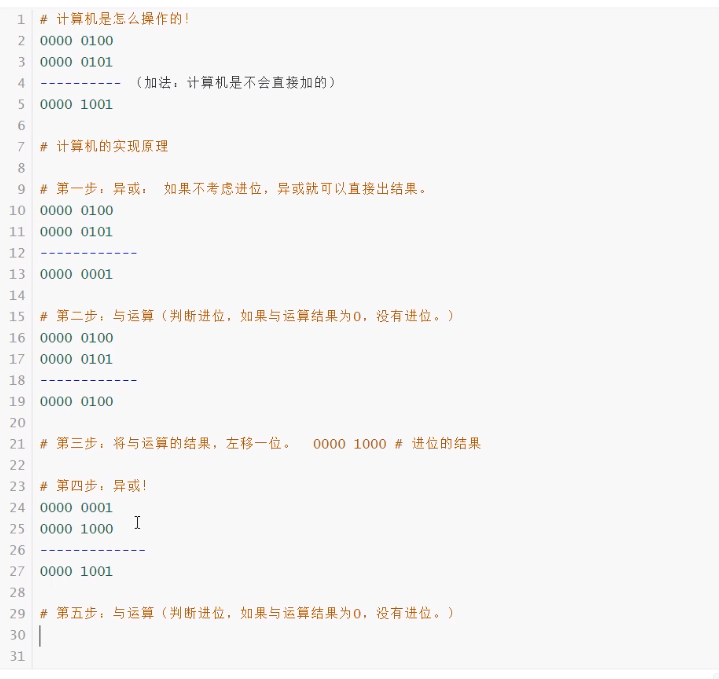 1 # 计算机是怎么操作的!
2 0000 0100
3 0000 0101
4 ---------- （加法：计算机是不会直接加的）
5 0000 1001
6
7 # 计算机的实现原理
8
9 # 第一步：异或： 如果不考虑进位，异或就可以直接出结果。
10 0000 0100
11 0000 0101
12 ------------
13 0000 0001
14
15 # 第二步：与运算（判断进位，如果与运算结果为0，没有进位。）
16 0000 0100
17 0000 0101
18 ------------
19 0000 0100
20
21 # 第三步：将与运算的结果，左移一位。 0000 1000 # 进位的结果
22
23 # 第四步：异或!
24 0000 0001
25 0000 1000
26 -------------
27 0000 1001
28
29 # 第五步：与运算（判断进位，如果与运算结果为0，没有进位。）
30
31